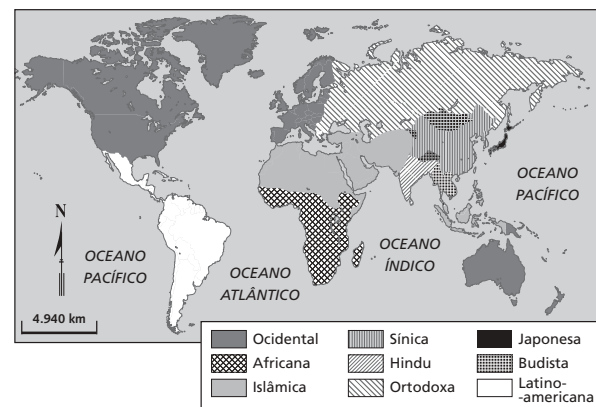 OCEANO
PACÍFICO
N
OCEANO
PACÍFICO
OCEANO
ATLÂNTICO
OCEANO
ÍNDICO
4.940 km
Ocidental
Sínica
Japonesa
Africana
Hindu
Budista
Islâmica
Ortodoxa
Latino-
-americana